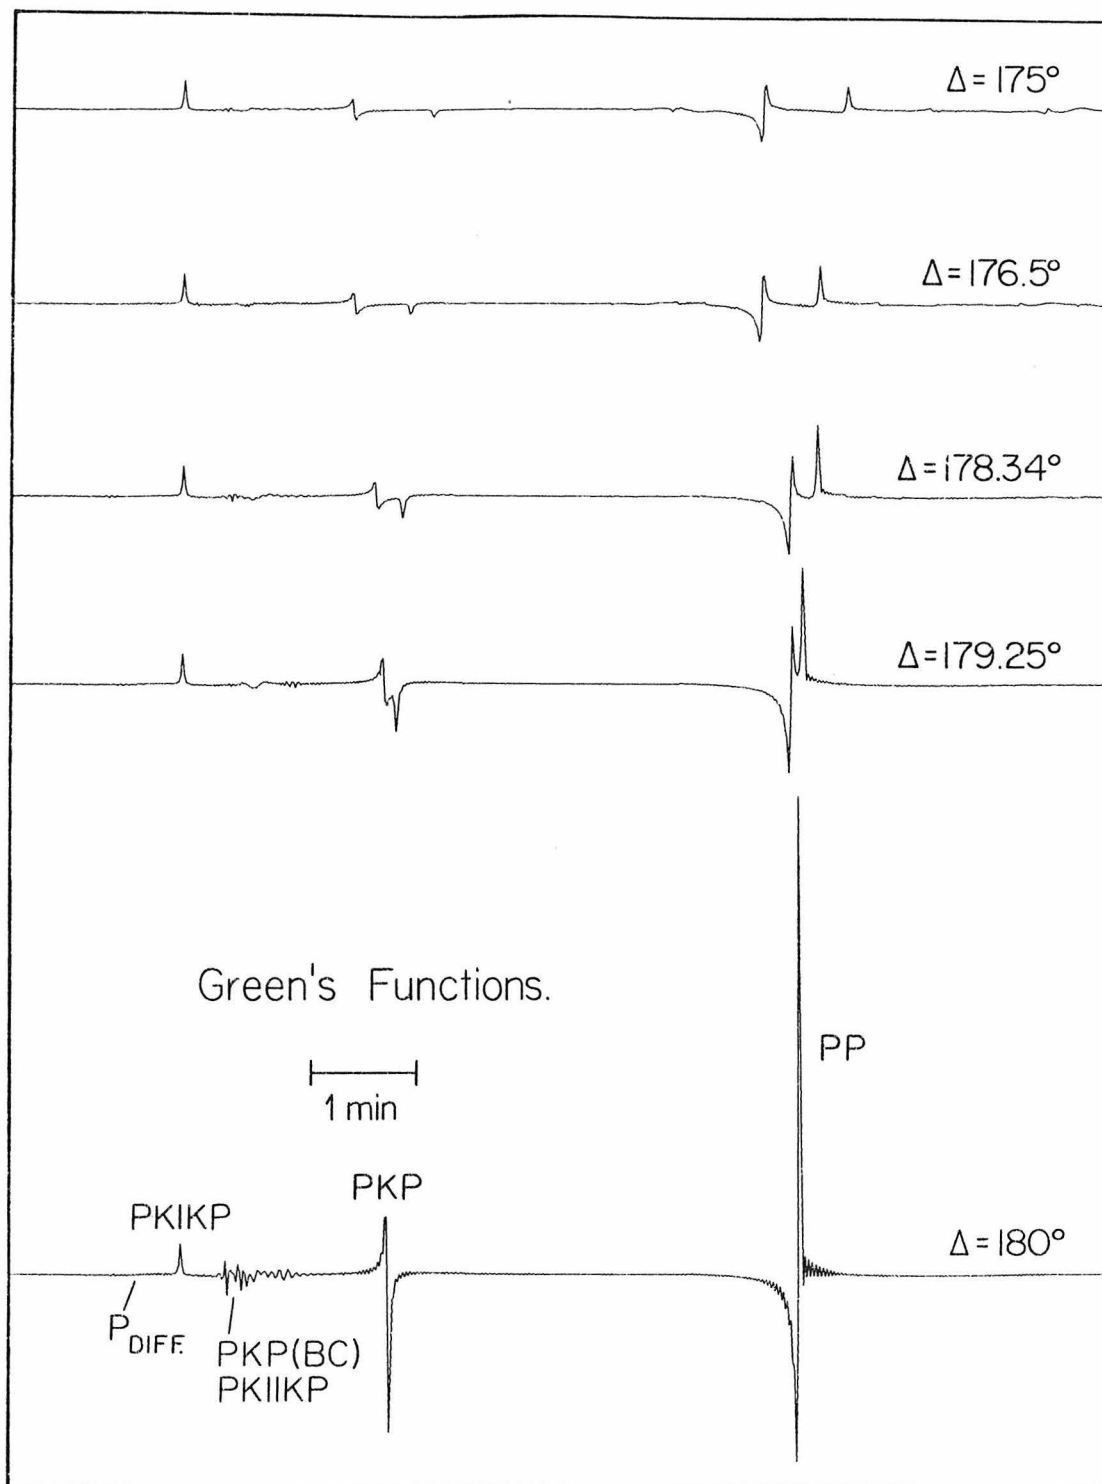 Δ = 175°
Δ = 176.5°
Δ = 178.34°
Δ = 179.25°
Green's Functions.
1 min
PP
PKP
PKIKP
Δ = 180°
P DIFF.
PKP(BC)
PKIIKP